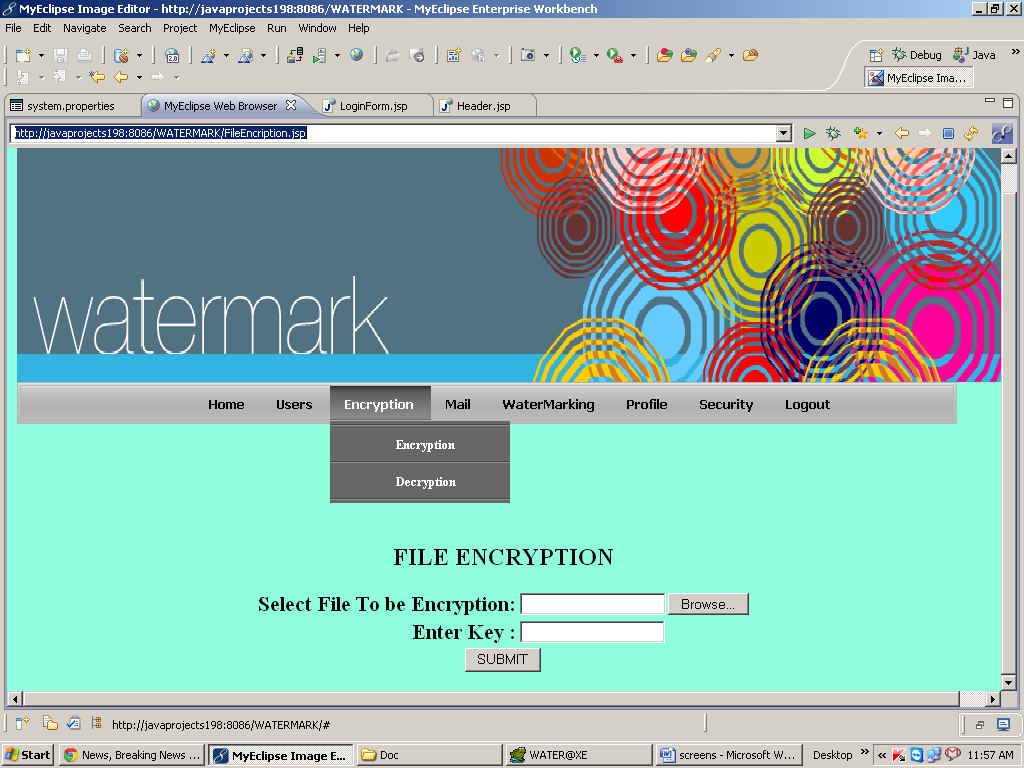 MyEclipse Image Editor - http://javaprojects198:8086/WATERMARK - MyEclipse Enterprise Workbench
File Edit Navigate Search Project MyEclipse Run Window Help
2.0
Debug Java »
MyEclipse Ima...
system.properties MyEclipse Web Browser LoginForm.jsp Header.jsp
http://javaprojects198:8086/WATERMARK/FileEncription.jsp
watermark
Home Users Encryption Mail WaterMarking Profile Security Logout
Encryption
Decryption
FILE ENCRYPTION
Select File To be Encryption: Browse...
Enter Key :
SUBMIT
http://javaprojects198:8086/WATERMARK/#
Start News, Breaking News ... MyEclipse Image E... Doc WATER@XE screens - Microsoft W... Desktop » « 11:57 AM